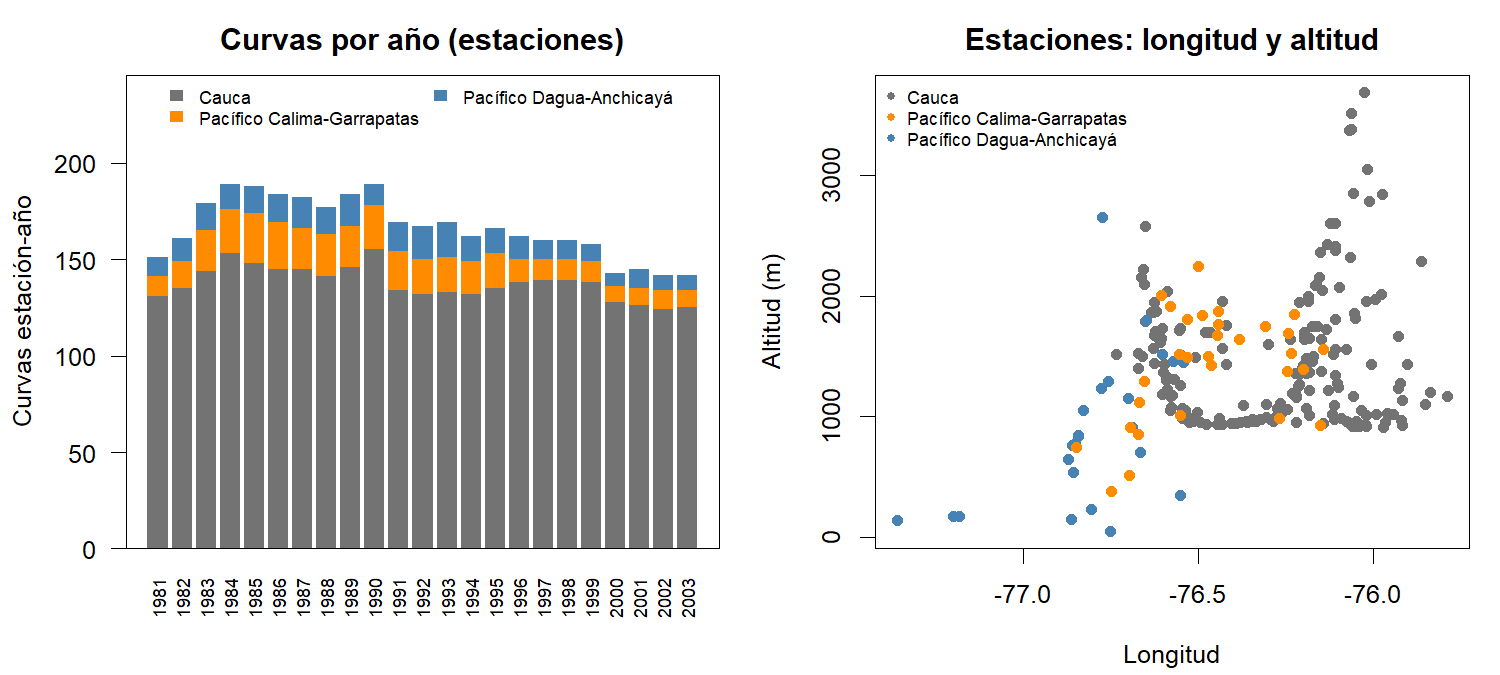 Curvas por año (estaciones)
Cauca
Pacífico Calima-Garrapatas
Pacífico Dagua-Anchicayá
Curvas estación-año
200
150
100
50
0
1981 1982 1983 1984 1985 1986 1987 1988 1989 1990 1991 1992 1993 1994 1995 1996 1997 1998 1999 2000 2001 2002 2003
Estaciones: longitud y altitud
Cauca
Pacífico Calima-Garrapatas
Pacífico Dagua-Anchicayá
Altitud (m)
3000
2000
1000
0
-77.0 -76.5 -76.0
Longitud